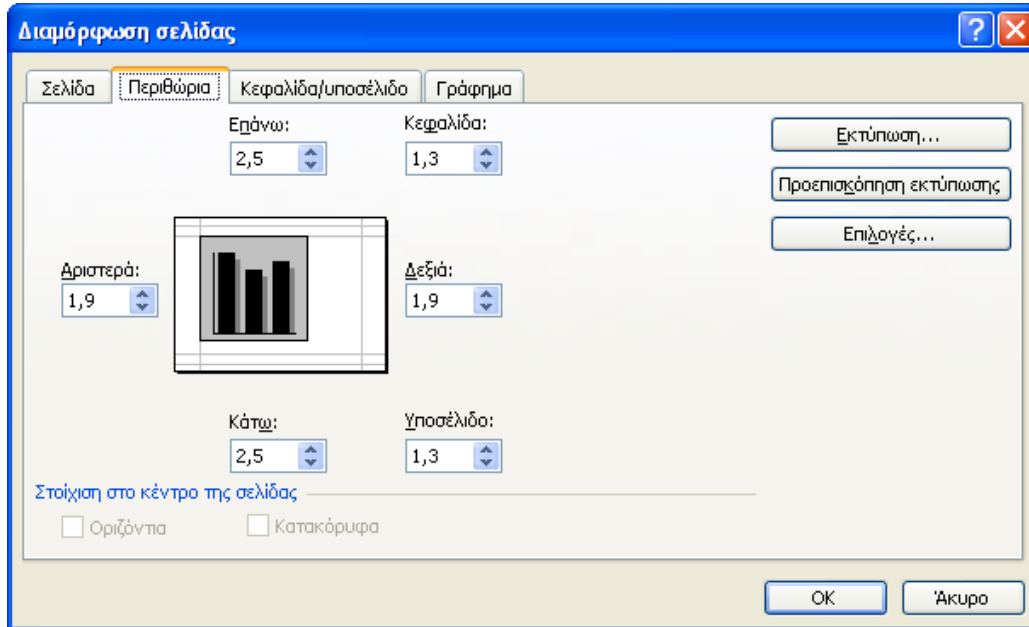 Διαμόρφωση σελίδας
Σελίδα Περιθώρια Κεφαλίδα/υποσέλιδο Γράφημα
Επάνω: Κεφαλίδα:
2,5 1,3
Εκτύπωση...
Προεπισκόπηση εκτύπωσης
Επιλογές...
Αριστερά: Δεξιά:
1,9 1,9
Κάτω: Υποσέλιδο:
2,5 1,3
Στοίχιση στο κέντρο της σελίδας
Οριζόντια Κατακόρυφα
OK Άκυρο